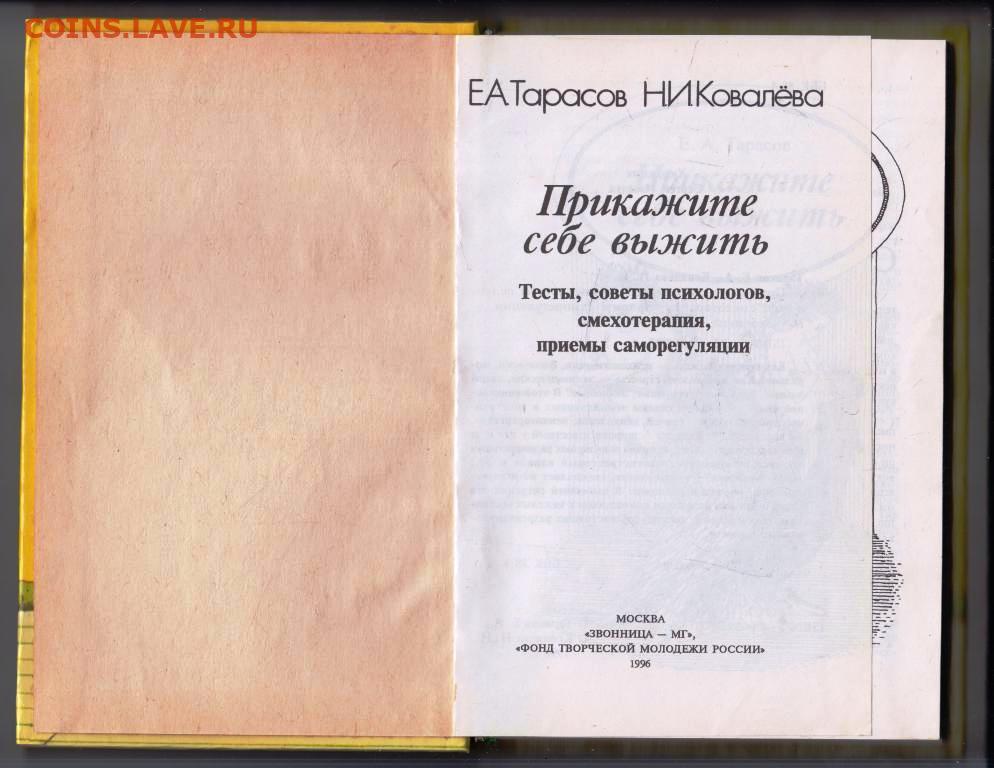 COINS.LAVE.RU
Е.А.Тарасов Н.И.Ковалёва
Прикажите
себе выжить
Тесты, советы психологов,
смехотерапия,
приемы саморегуляции
МОСКВА
«ЗВОННИЦА — МГ»,
«ФОНД ТВОРЧЕСКОЙ МОЛОДЕЖИ РОССИИ»
1996